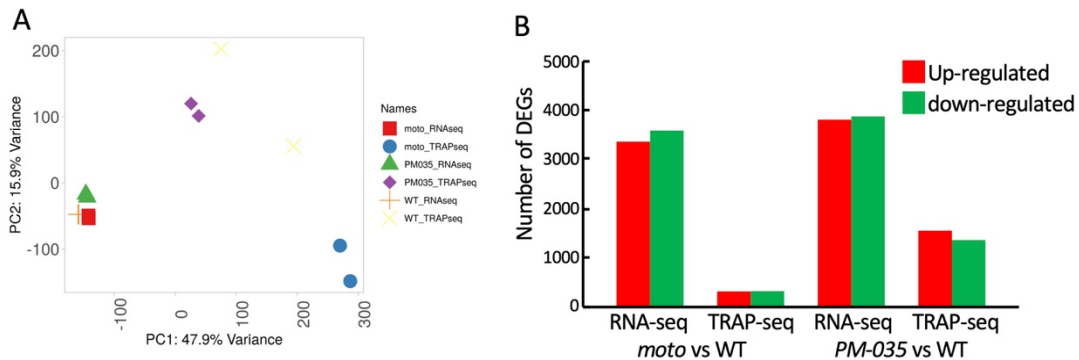 A
200
100
0
-100
PC2: 15.9% Variance
-100
0
100
200
300
PC1: 47.9% Variance
Names
moto_RNAseq
moto_TRAPseq
PM035_RNAseq
PM035_TRAPseq
WT_RNAseq
WT_TRAPseq
B
Up-regulated
down-regulated
Number of DEGs
5000
4000
3000
2000
1000
0
RNA-seq TRAP-seq RNA-seq TRAP-seq
moto vs WT PM-035 vs WT